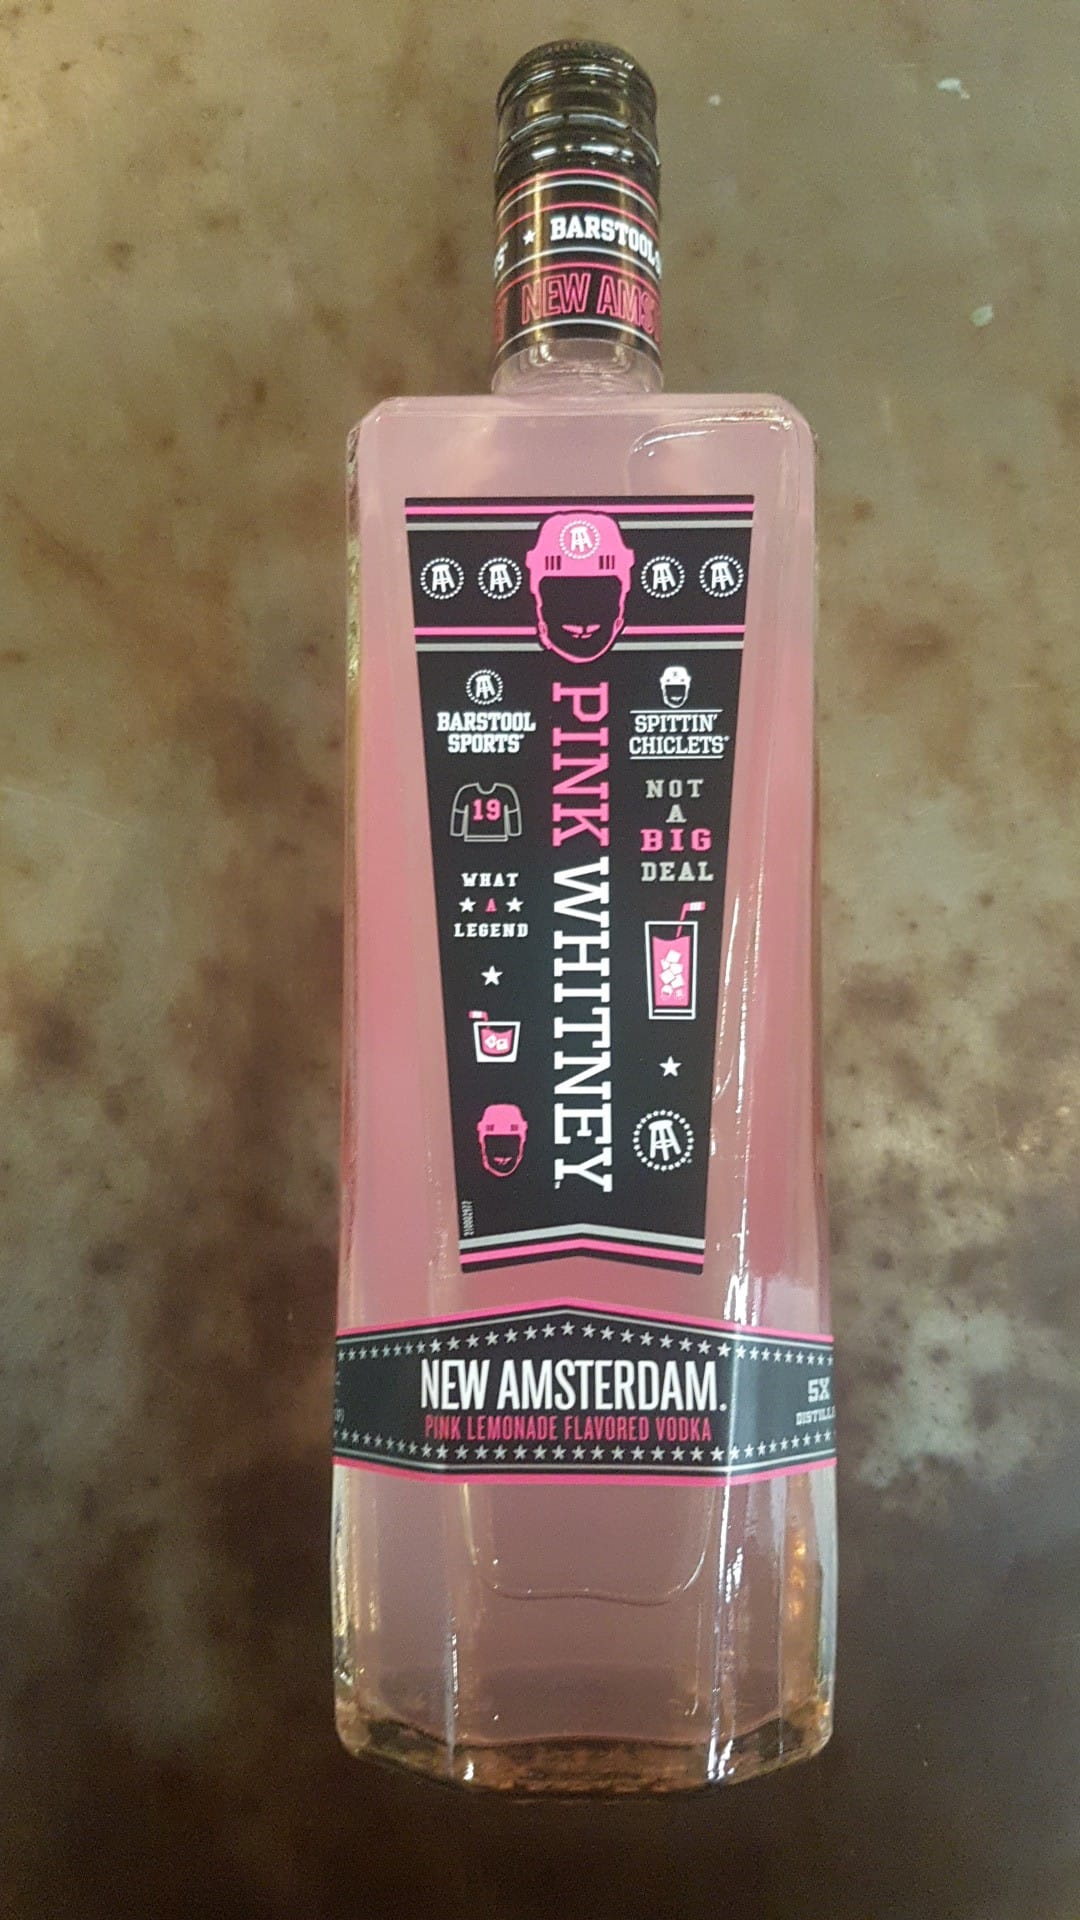 ★ BARSTOOL
NEW AMS
BARSTOOL
SPORTS
19
WHAT
★ A ★
LEGEND
PINK WHITNEY
SPITTIN'
CHICLETS
NOT
A
BIG
DEAL
NEW AMSTERDAM.
PINK LEMONADE FLAVORED VODKA
5X
DISTILLE